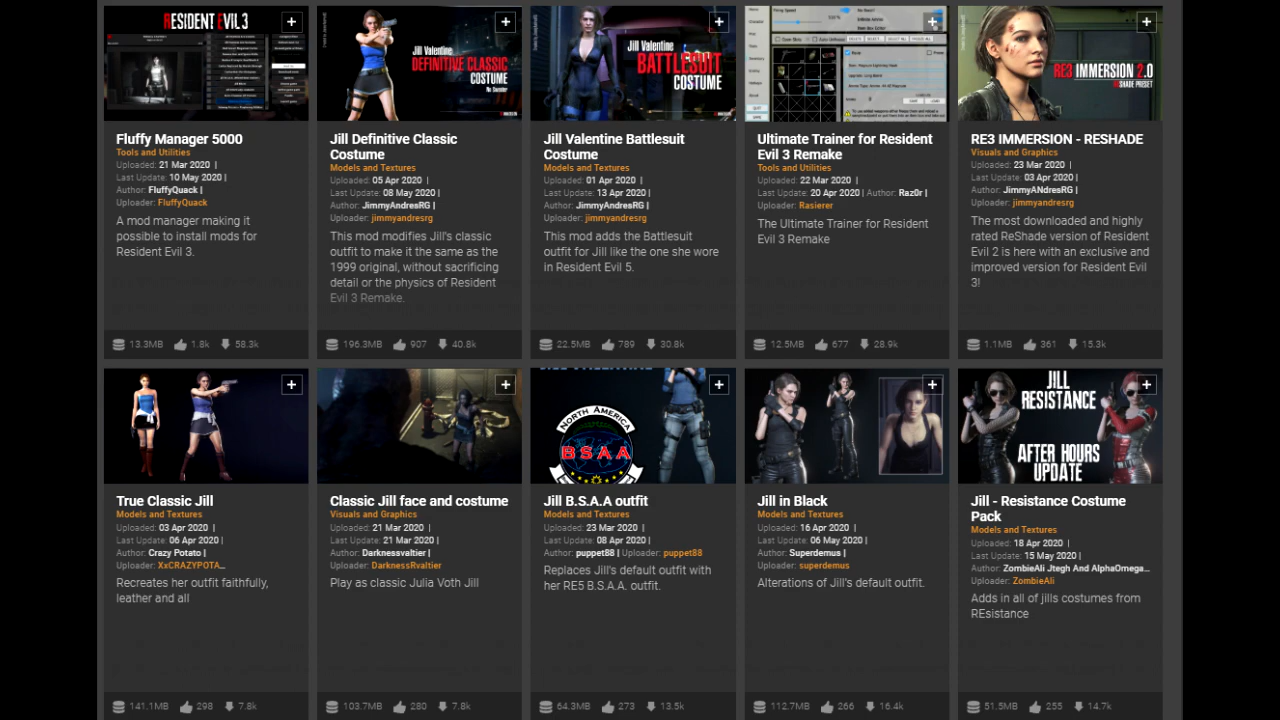 RESIDENT EVIL 3
Jill Valentine
DEFINITIVE CLASSIC
COSTUME
No Sweater
Jill Valentine
BATTLESUIT
COSTUME
RE3 IMMERSION 2.0
RESHADE PRESET
FluffyManager 5000
Tools and Utilities
Uploaded: 21 Mar 2020 |
Last Update: 10 May 2020 |
Author: FluffyQuack |
Uploader: FluffyQuack
A mod manager making it
possible to install mods for
Resident Evil 3.
13.3MB 1.8k 58.3k
Jill Definitive Classic
Costume
Models and Textures
Uploaded: 05 Apr 2020 |
Last Update: 08 May 2020 |
Author: JimmyAndresRG |
Uploader: jimmyandresrg
This mod modifies Jill's classic
outfit to make it the same as the
1999 original, without sacrificing
detail or the physics of Resident
Evil 3 Remake.
196.3MB 907 40.8k
Jill Valentine Battlesuit
Costume
Models and Textures
Uploaded: 01 Apr 2020 |
Last Update: 13 Apr 2020 |
Author: JimmyAndresRG |
Uploader: jimmyandresrg
This mod adds the Battlesuit
outfit for Jill like the one she wore
in Resident Evil 5.
22.5MB 789 30.8k
Ultimate Trainer for Resident
Evil 3 Remake
Tools and Utilities
Uploaded: 22 Mar 2020 |
Last Update: 20 Apr 2020 | Author: Raz0r |
Uploader: Rasierer
The Ultimate Trainer for Resident
Evil 3 Remake
12.5MB 677 28.9k
RE3 IMMERSION - RESHADE
Visuals and Graphics
Uploaded: 23 Mar 2020 |
Last Update: 03 Apr 2020 |
Author: JimmyANdresRG |
Uploader: jimmyandresrg
The most downloaded and highly
rated ReShade version of Resident
Evil 2 is here with an exclusive and
improved version for Resident Evil
3!
1.1MB 361 15.3k
NORTH AMERICA
BSAA
JILL
RESISTANCE
AFTER HOURS
UPDATE
True Classic Jill
Models and Textures
Uploaded: 03 Apr 2020 |
Last Update: 06 Apr 2020 |
Author: Crazy Potato |
Uploader: XxCRAZYPOTA...
Recreates her outfit faithfully,
leather and all
141.1MB 298 7.8k
Classic Jill face and costume
Visuals and Graphics
Uploaded: 21 Mar 2020 |
Last Update: 21 Mar 2020 |
Author: Darknessvaltier |
Uploader: DarknessRvaltier
Play as classic Julia Voth Jill
103.7MB 280 7.8k
Jill B.S.A.A outfit
Models and Textures
Uploaded: 23 Mar 2020 |
Last Update: 08 Apr 2020 |
Author: puppet88 | Uploader: puppet88
Replaces Jill's default outfit with
her RE5 B.S.A.A. outfit.
64.3MB 273 13.5k
Jill in Black
Models and Textures
Uploaded: 16 Apr 2020 |
Last Update: 06 May 2020 |
Author: Superdemus |
Uploader: superdemus
Alterations of Jill's default outfit.
112.7MB 266 16.4k
Jill - Resistance Costume
Pack
Models and Textures
Uploaded: 18 Apr 2020 |
Last Update: 15 May 2020 |
Author: ZombieAli Jtegh And AlphaOmega...
Uploader: ZombieAli
Adds in all of jills costumes from
REsistance
51.5MB 255 14.7k